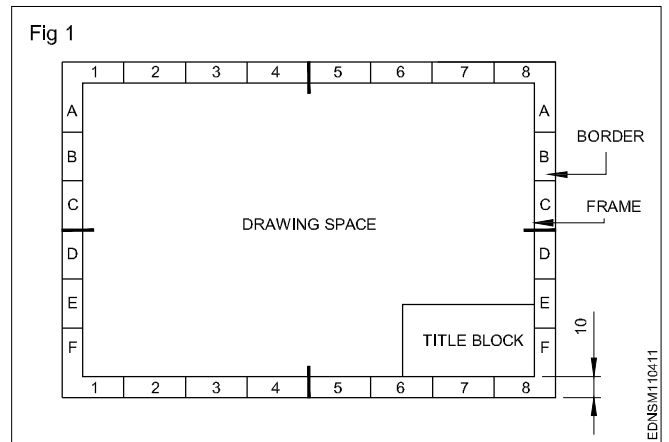 Fig 1
1 2 3 4 5 6 7 8
A A
B B
BORDER
C C
FRAME
DRAWING SPACE
D D
E E
10
TITLE BLOCK
F F
1 2 3 4 5 6 7 8
EDNSM110411